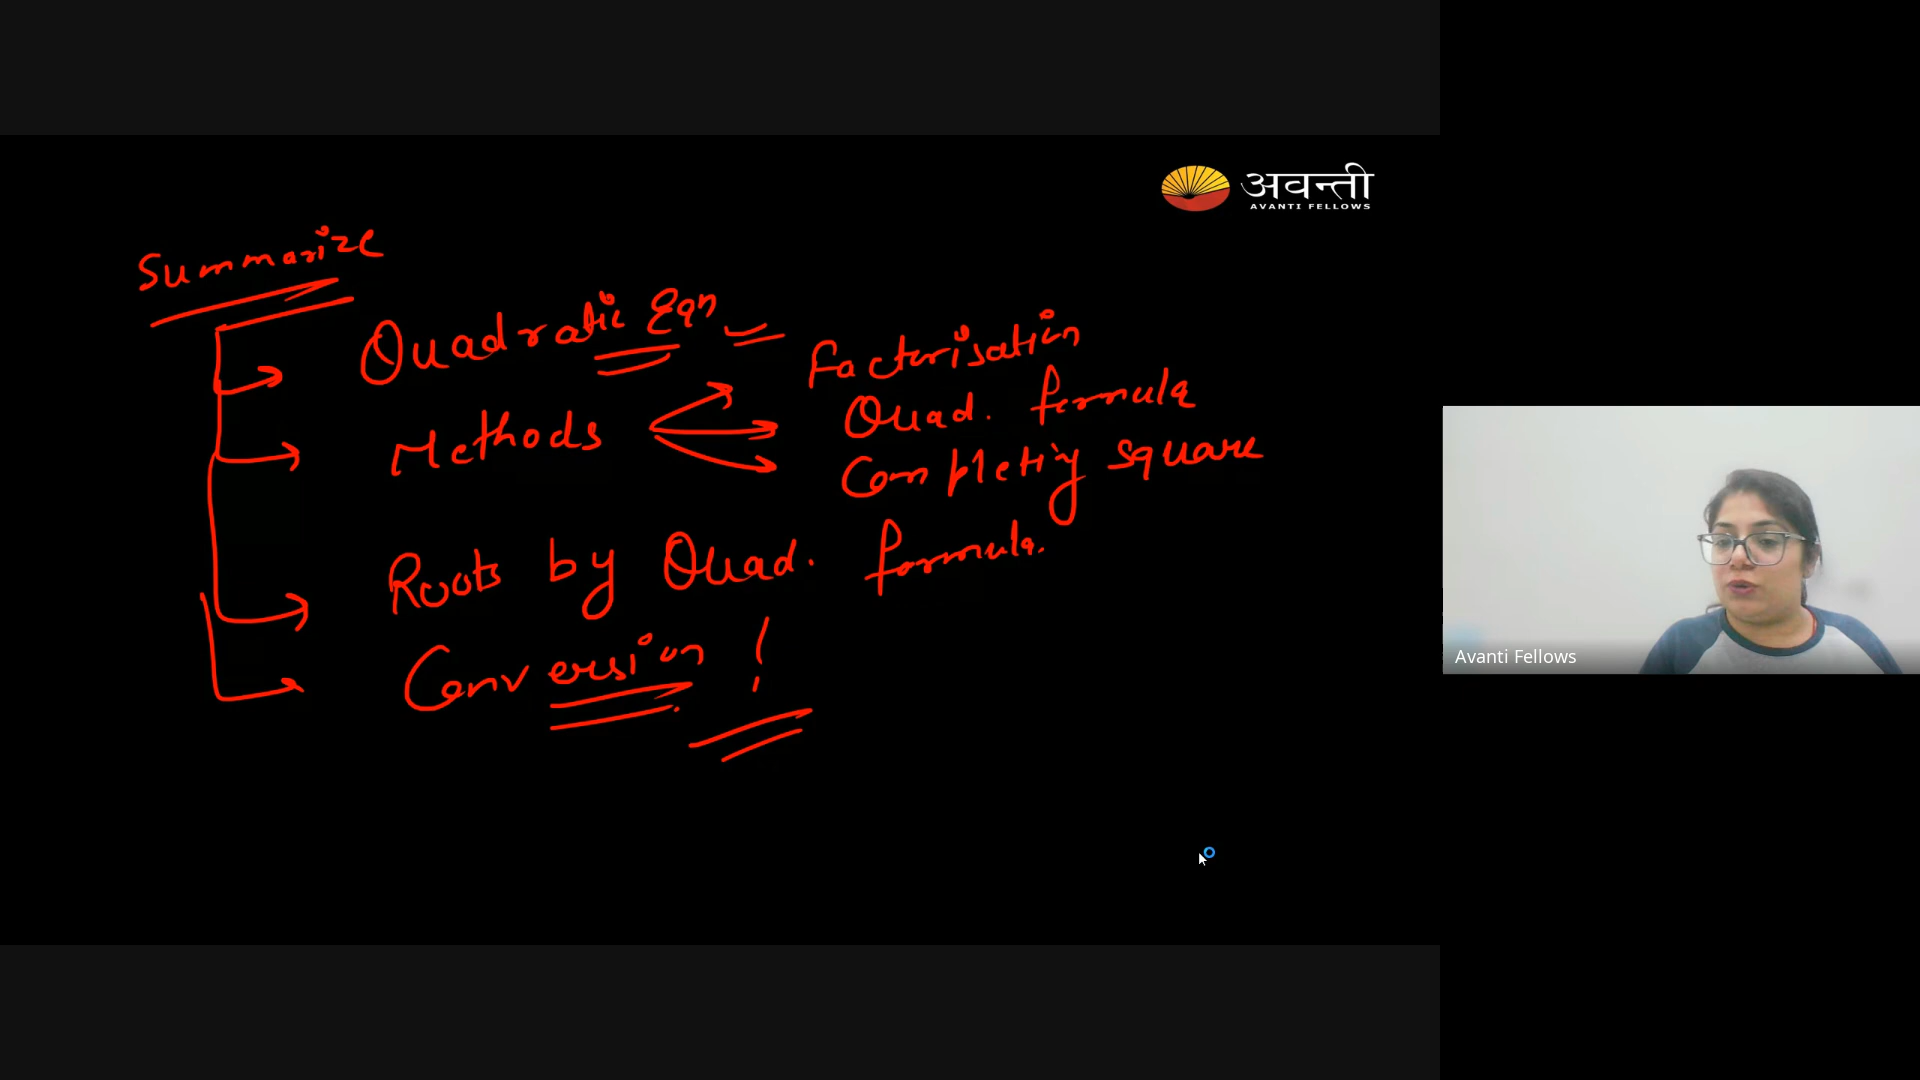 अवन्ती
AVANTI FELLOWS
Summarize
Quadratic Eqn
Methods
Factorisation
Quad. formula
Completing square
Roots by Quad. formula.
Conversion !
Avanti Fellows